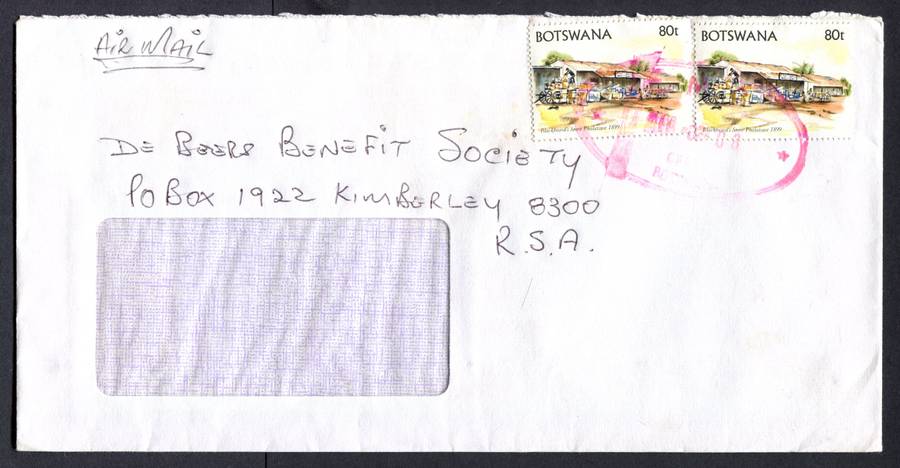 AIR MAIL
BOTSWANA 80t
BOTSWANA 80t
DE BEERS BENEFIT SOCIETY
PO BOX 1922 KIMBERLEY 8300
R.S.A.